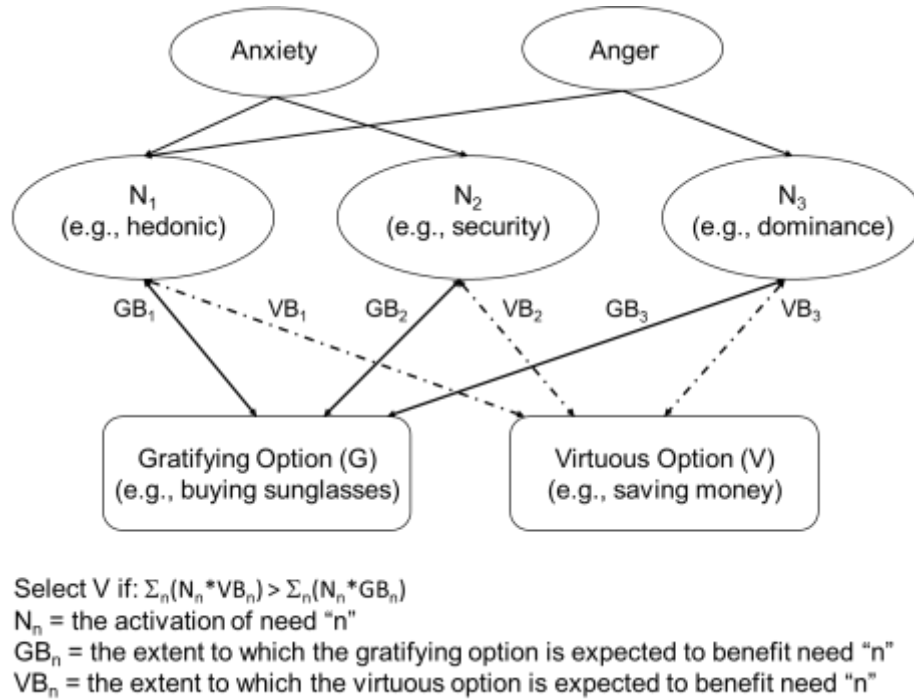 Anxiety
Anger
N₁
(e.g., hedonic)
N₂
(e.g., security)
N₃
(e.g., dominance)
GB₁
VB₁
GB₂
VB₂
GB₃
VB₃
Gratifying Option (G)
(e.g., buying sunglasses)
Virtuous Option (V)
(e.g., saving money)
Select V if: Σₙ(Nₙ*VBₙ) > Σₙ(Nₙ*GBₙ)
Nₙ = the activation of need “n”
GBₙ = the extent to which the gratifying option is expected to benefit need “n”
VBₙ = the extent to which the virtuous option is expected to benefit need “n”